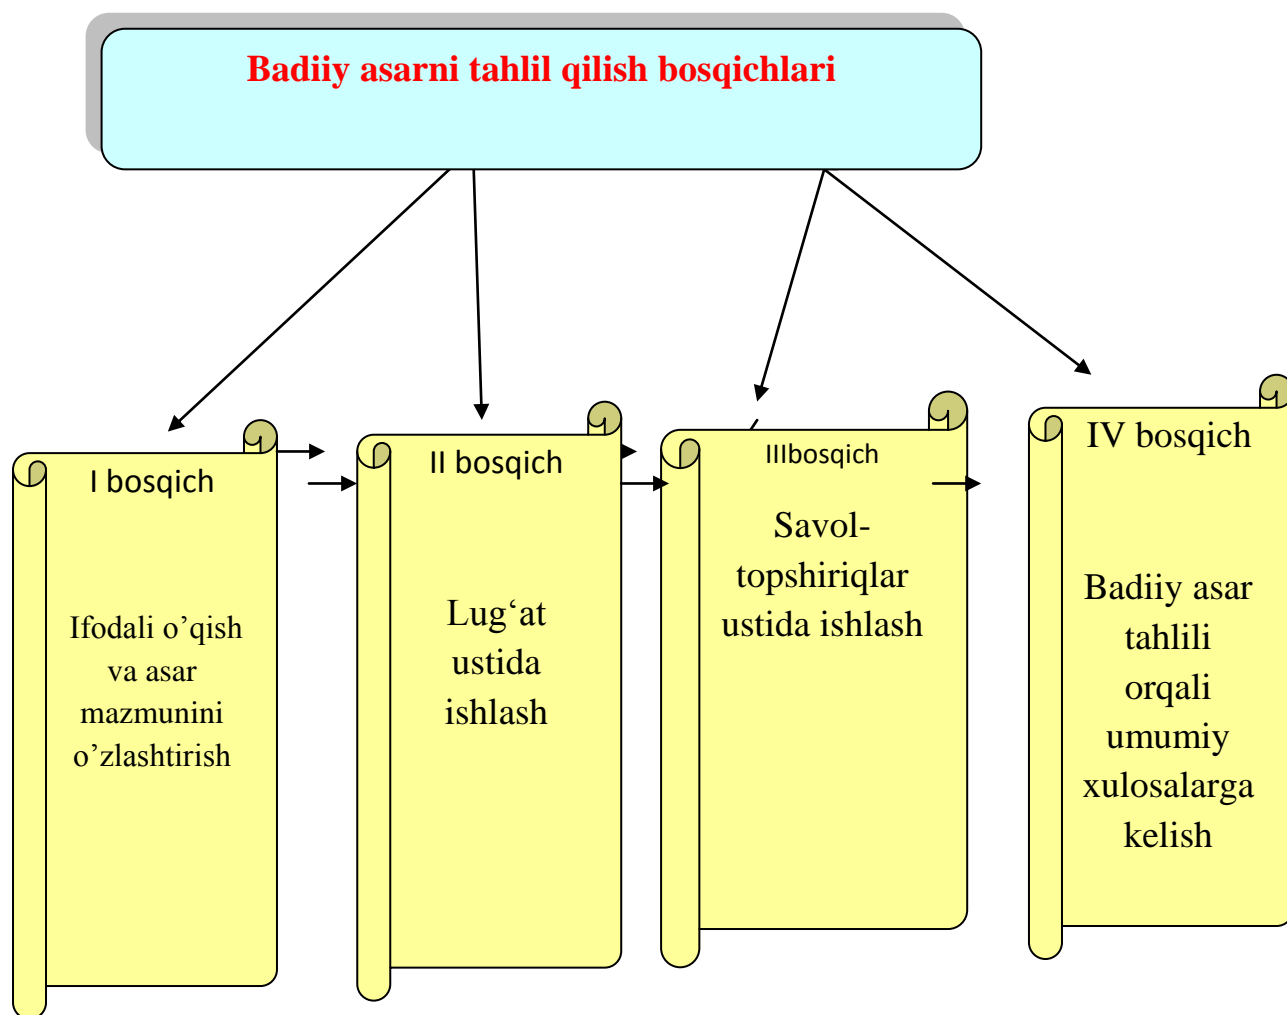 Badiiy asarni tahlil qilish bosqichlari
I bosqich
Ifodali o’qish
va asar
mazmunini
o’zlashtirish
II bosqich
Lug‘at
ustida
ishlash
IIIbosqich
Savol-
topshiriqlar
ustida ishlash
IV bosqich
Badiiy asar
tahlili
orqali
umumiy
xulosalarga
kelish